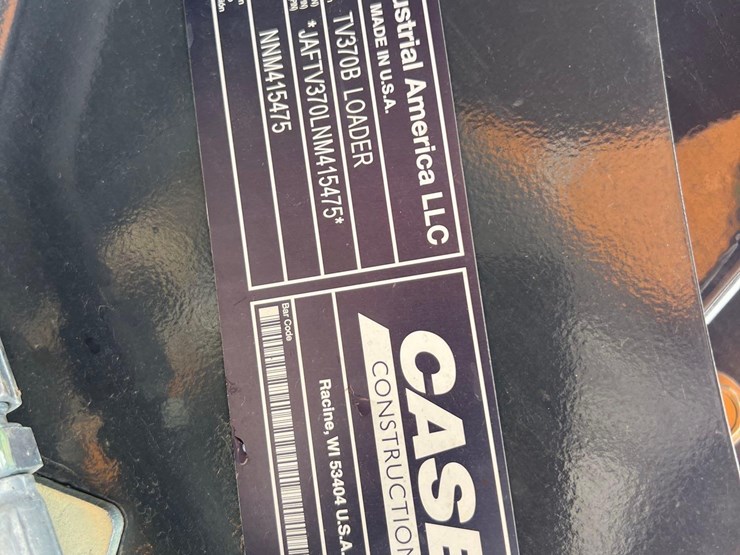 ustrial America LLC
MADE IN U.S.A.
TV370B LOADER
*JAFTV370LNM415475*
NNM415475
CASE
CONSTRUCTION
Racine, WI 53404 U.S.A.
Bar Code